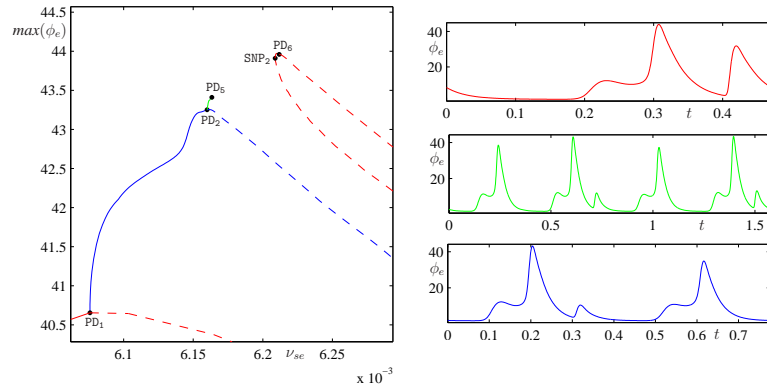 44.5
max(ϕe)
44
43.5
43
42.5
42
41.5
41
40.5
PD6
SNP2
PD5
PD2
PD1
6.1 6.15 6.2 νse 6.25
x 10⁻³
ϕe
40
20
0 0.1 0.2 0.3 t 0.4
ϕe
40
20
0 0.5 1 t 1.5
ϕe
40
20
0 0.1 0.2 0.3 0.4 0.5 0.6 t 0.7